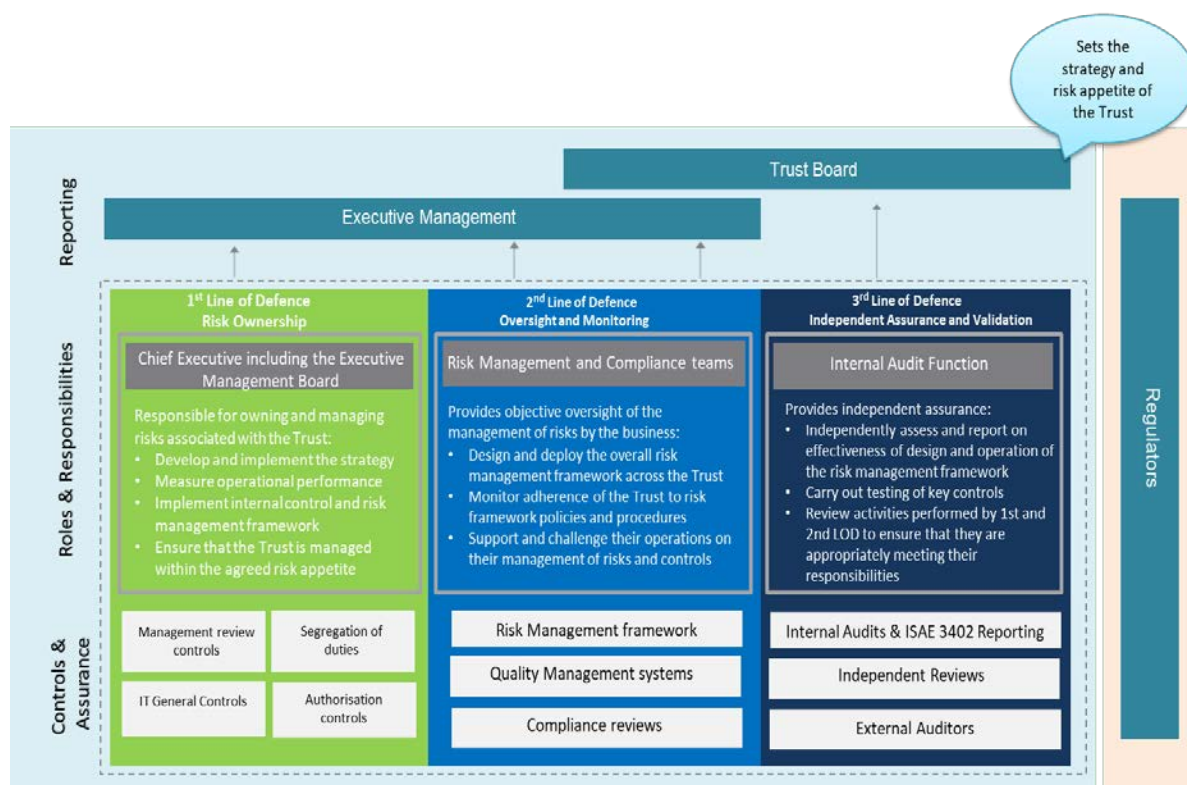 Sets the
strategy and
risk appetite of
the Trust
Reporting
Trust Board
Executive Management
Roles & Responsibilities
1st Line of Defence
Risk Ownership
Chief Executive including the Executive
Management Board
Responsible for owning and managing
risks associated with the Trust:
• Develop and implement the strategy
• Measure operational performance
• Implement internal control and risk
management framework
• Ensure that the Trust is managed
within the agreed risk appetite
2nd Line of Defence
Oversight and Monitoring
Risk Management and Compliance teams
Provides objective oversight of the
management of risks by the business:
• Design and deploy the overall risk
management framework across the Trust
• Monitor adherence of the Trust to risk
framework policies and procedures
• Support and challenge their operations on
their management of risks and controls
3rd Line of Defence
Independent Assurance and Validation
Internal Audit Function
Provides independent assurance:
• Independently assess and report on
effectiveness of design and operation of
the risk management framework
• Carry out testing of key controls
• Review activities performed by 1st and
2nd LOD to ensure that they are
appropriately meeting their
responsibilities
Controls &
Assurance
Management review
controls
Segregation of
duties
IT General Controls
Authorisation
controls
Risk Management framework
Quality Management systems
Compliance reviews
Internal Audits & ISAE 3402 Reporting
Independent Reviews
External Auditors
Regulators